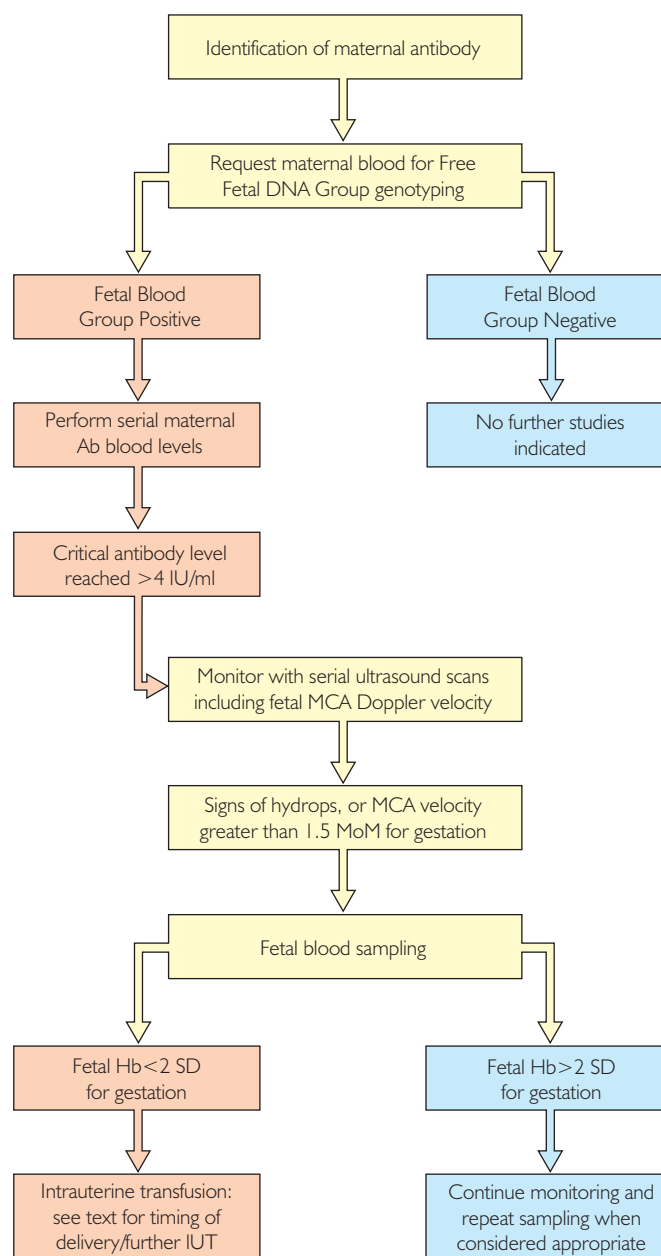 Identification of maternal antibody
Request maternal blood for Free
Fetal DNA Group genotyping
Fetal Blood
Group Positive
Fetal Blood
Group Negative
Perform serial maternal
Ab blood levels
No further studies
indicated
Critical antibody level
reached >4 IU/ml
Monitor with serial ultrasound scans
including fetal MCA Doppler velocity
Signs of hydrops, or MCA velocity
greater than 1.5 MoM for gestation
Fetal blood sampling
Fetal Hb<2 SD
for gestation
Fetal Hb>2 SD
for gestation
Intrauterine transfusion:
see text for timing of
delivery/further IUT
Continue monitoring and
repeat sampling when
considered appropriate